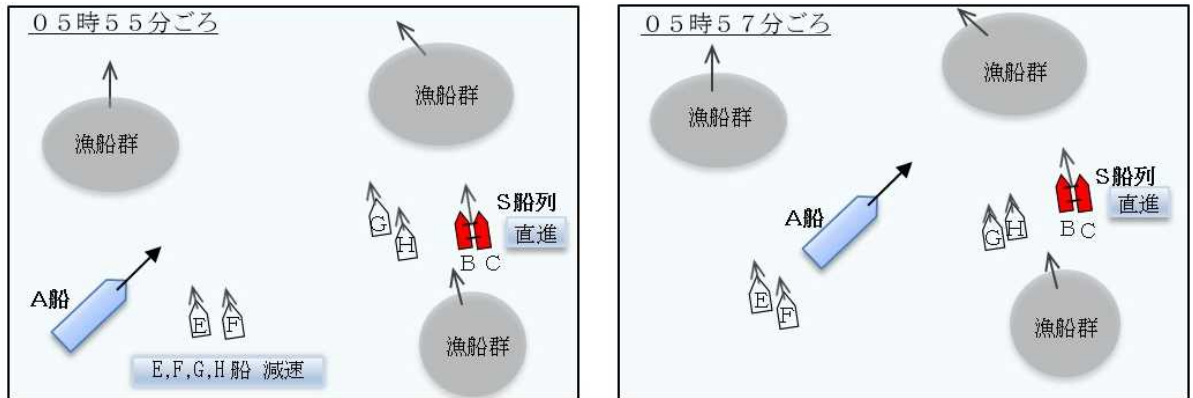 ０５時５５分ごろ
漁船群
漁船群
G
H
S船列
直進
B C
A船
E
F
漁船群
E,F,G,H船 減速
０５時５７分ごろ
漁船群
漁船群
S船列
直進
A船
G
H
B C
E
F
漁船群